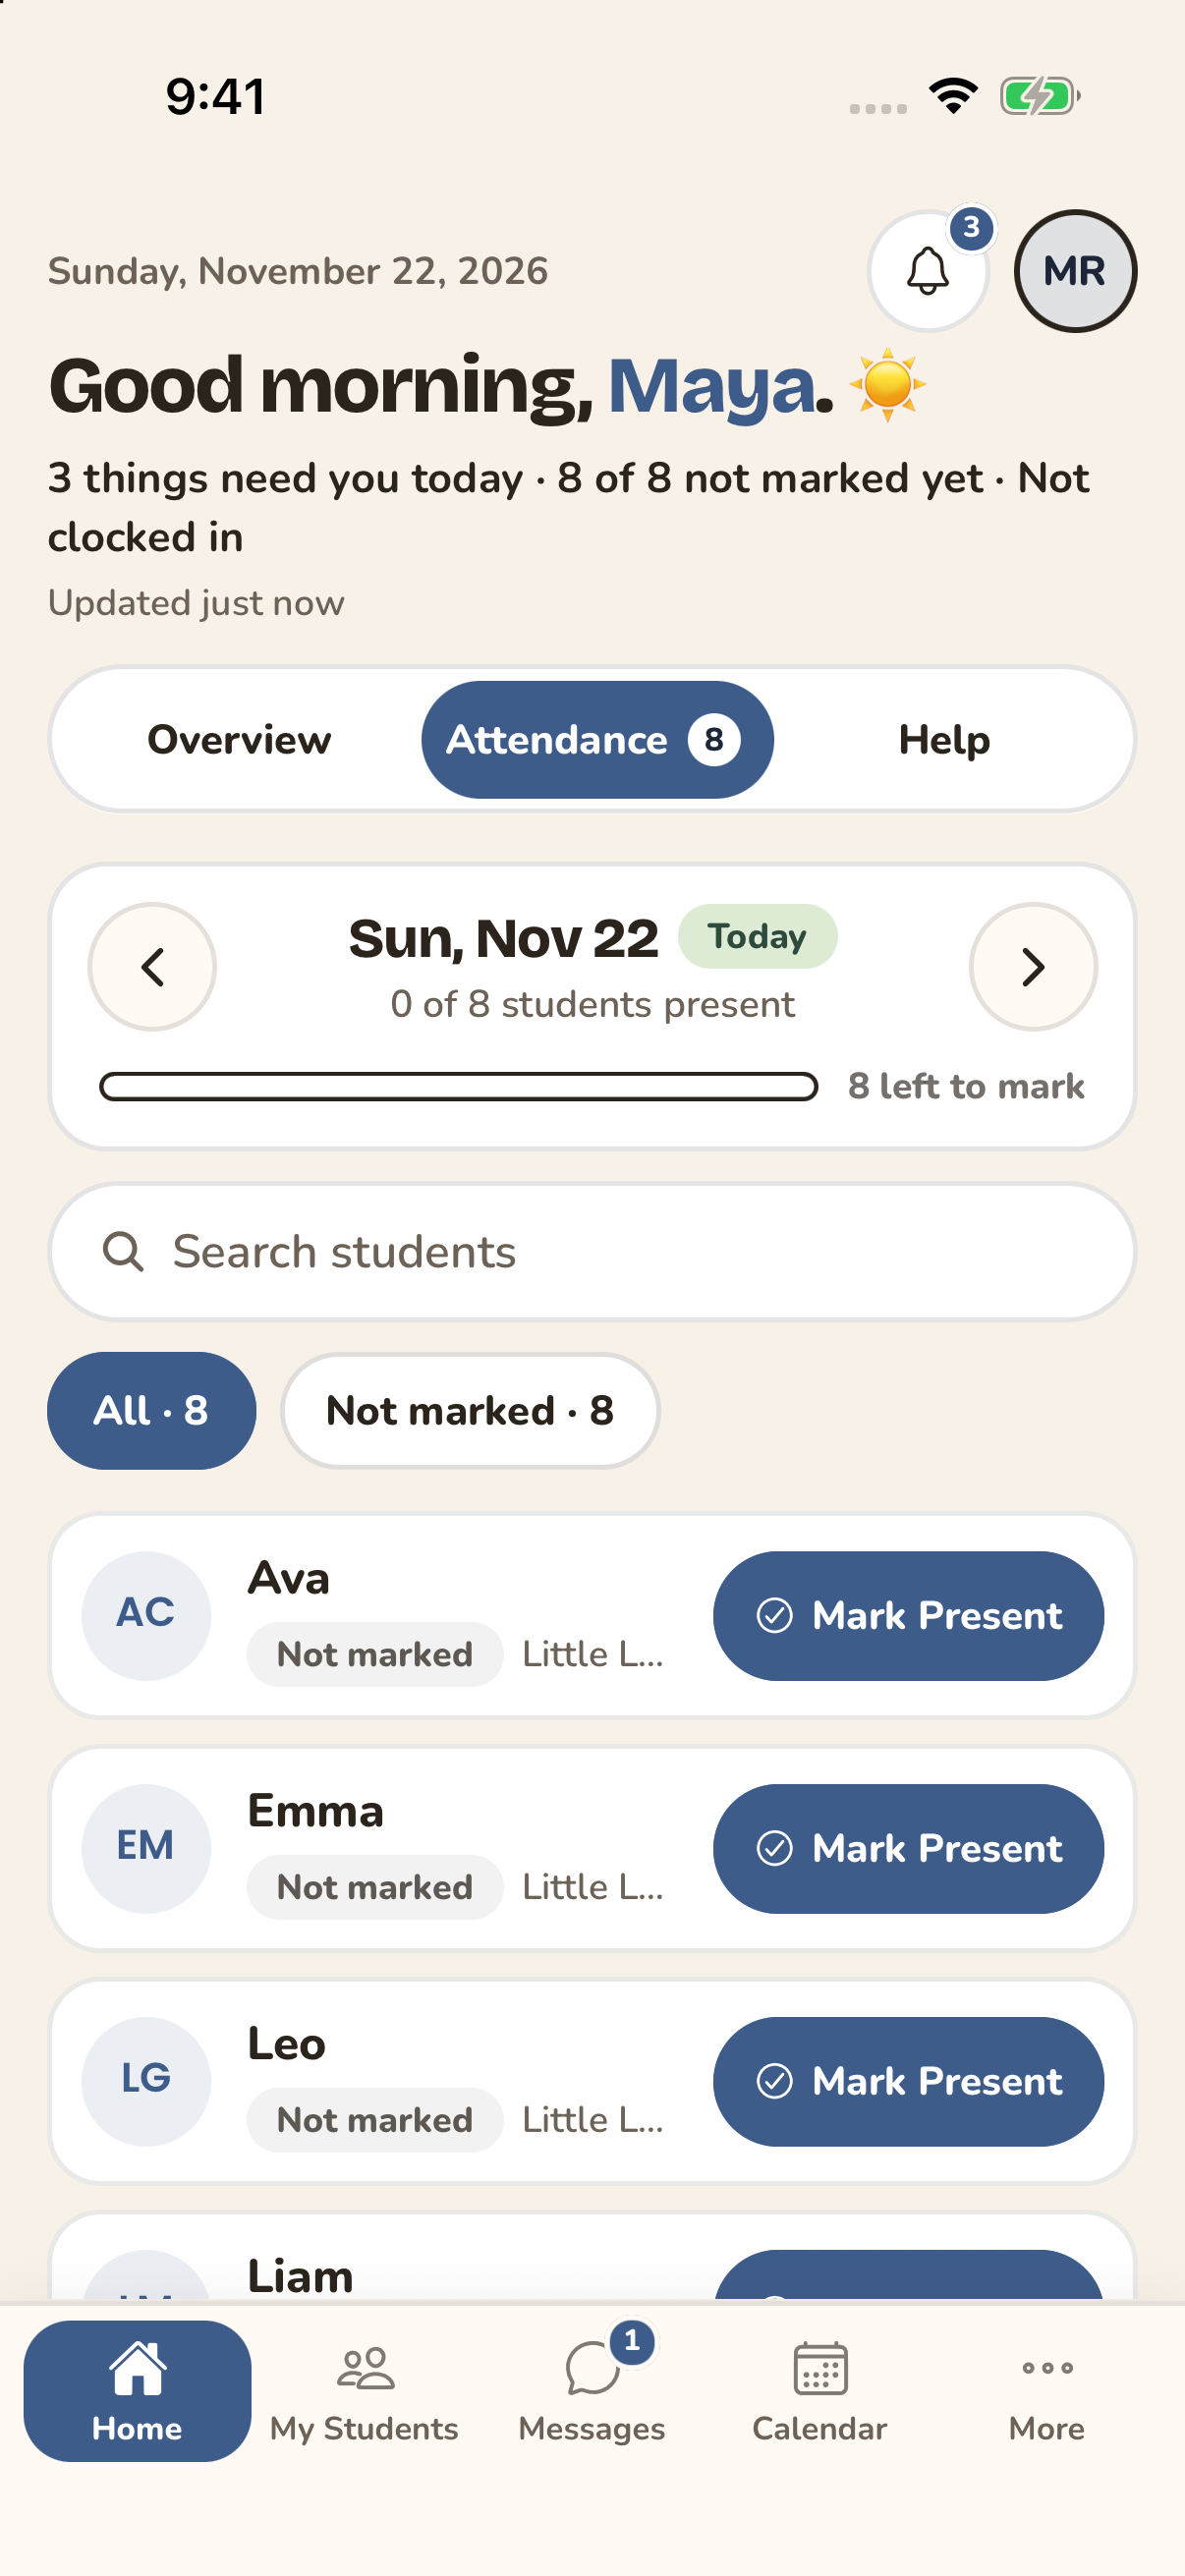 9:41
Sunday, November 22, 2026
3
MR
Good morning, Maya. ☀️
3 things need you today · 8 of 8 not marked yet · Not
clocked in
Updated just now
Overview
Attendance 8
Help
Sun, Nov 22 Today
0 of 8 students present
8 left to mark
Search students
All · 8
Not marked · 8
AC
Ava
Not marked Little L...
Mark Present
EM
Emma
Not marked Little L...
Mark Present
LG
Leo
Not marked Little L...
Mark Present
Liam
1
Home
My Students
Messages
Calendar
More